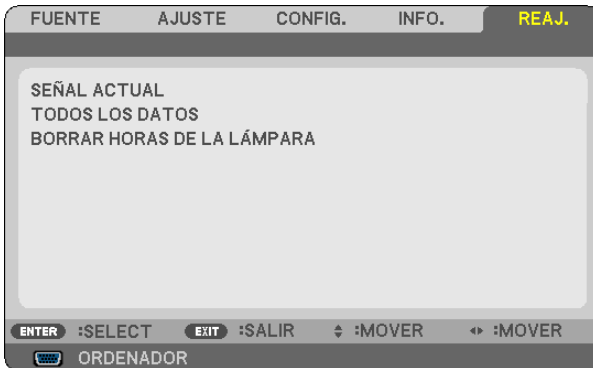 FUENTE AJUSTE CONFIG. INFO. REAJ.
SEÑAL ACTUAL
TODOS LOS DATOS
BORRAR HORAS DE LA LÁMPARA
ENTER :SELECT EXIT :SALIR :MOVER :MOVER
ORDENADOR